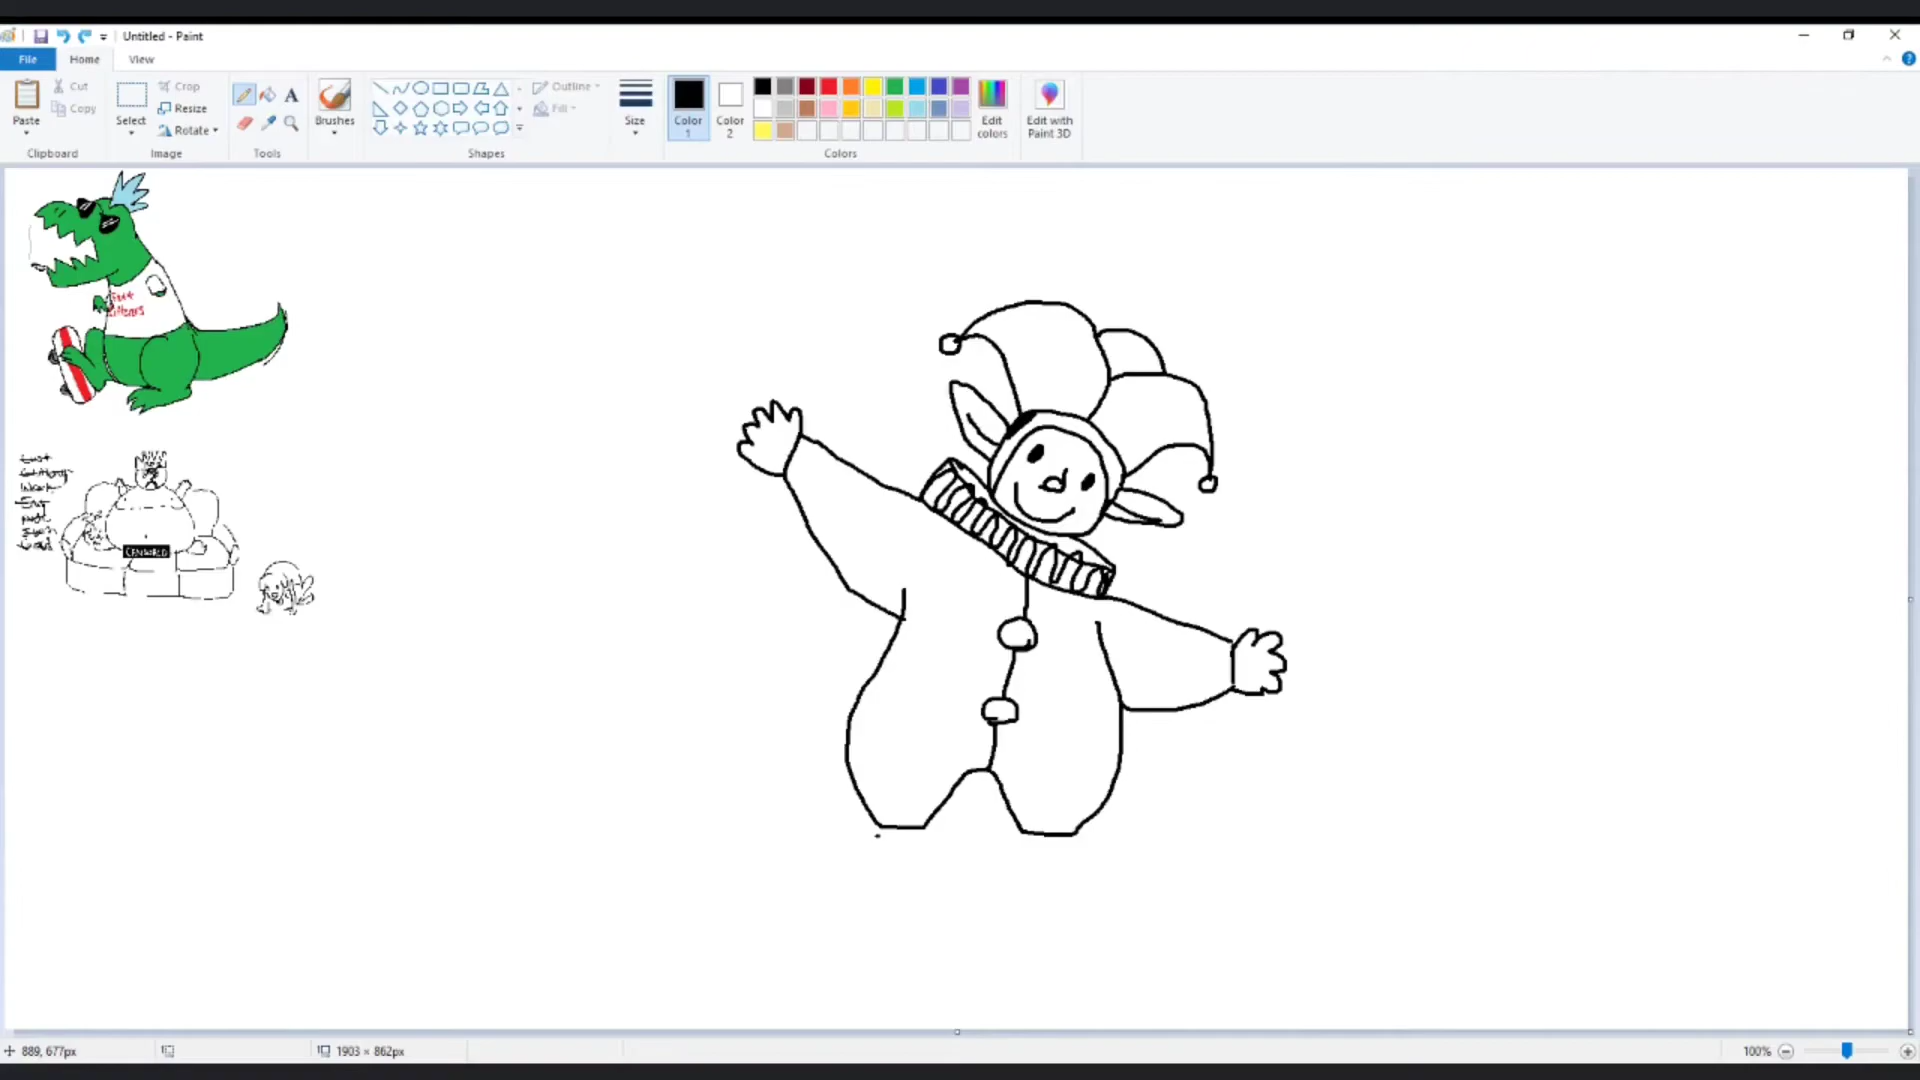 Untitled - Paint
File Home View
Paste
Cut
Copy
Clipboard
Select
Crop
Resize
Rotate
Image
Tools
Brushes
Shapes
Outline
Fill
Size
Color 1
Color 2
Colors
Edit colors
Edit with Paint 3D
CENSORED
889, 677px
1903 × 862px
100%